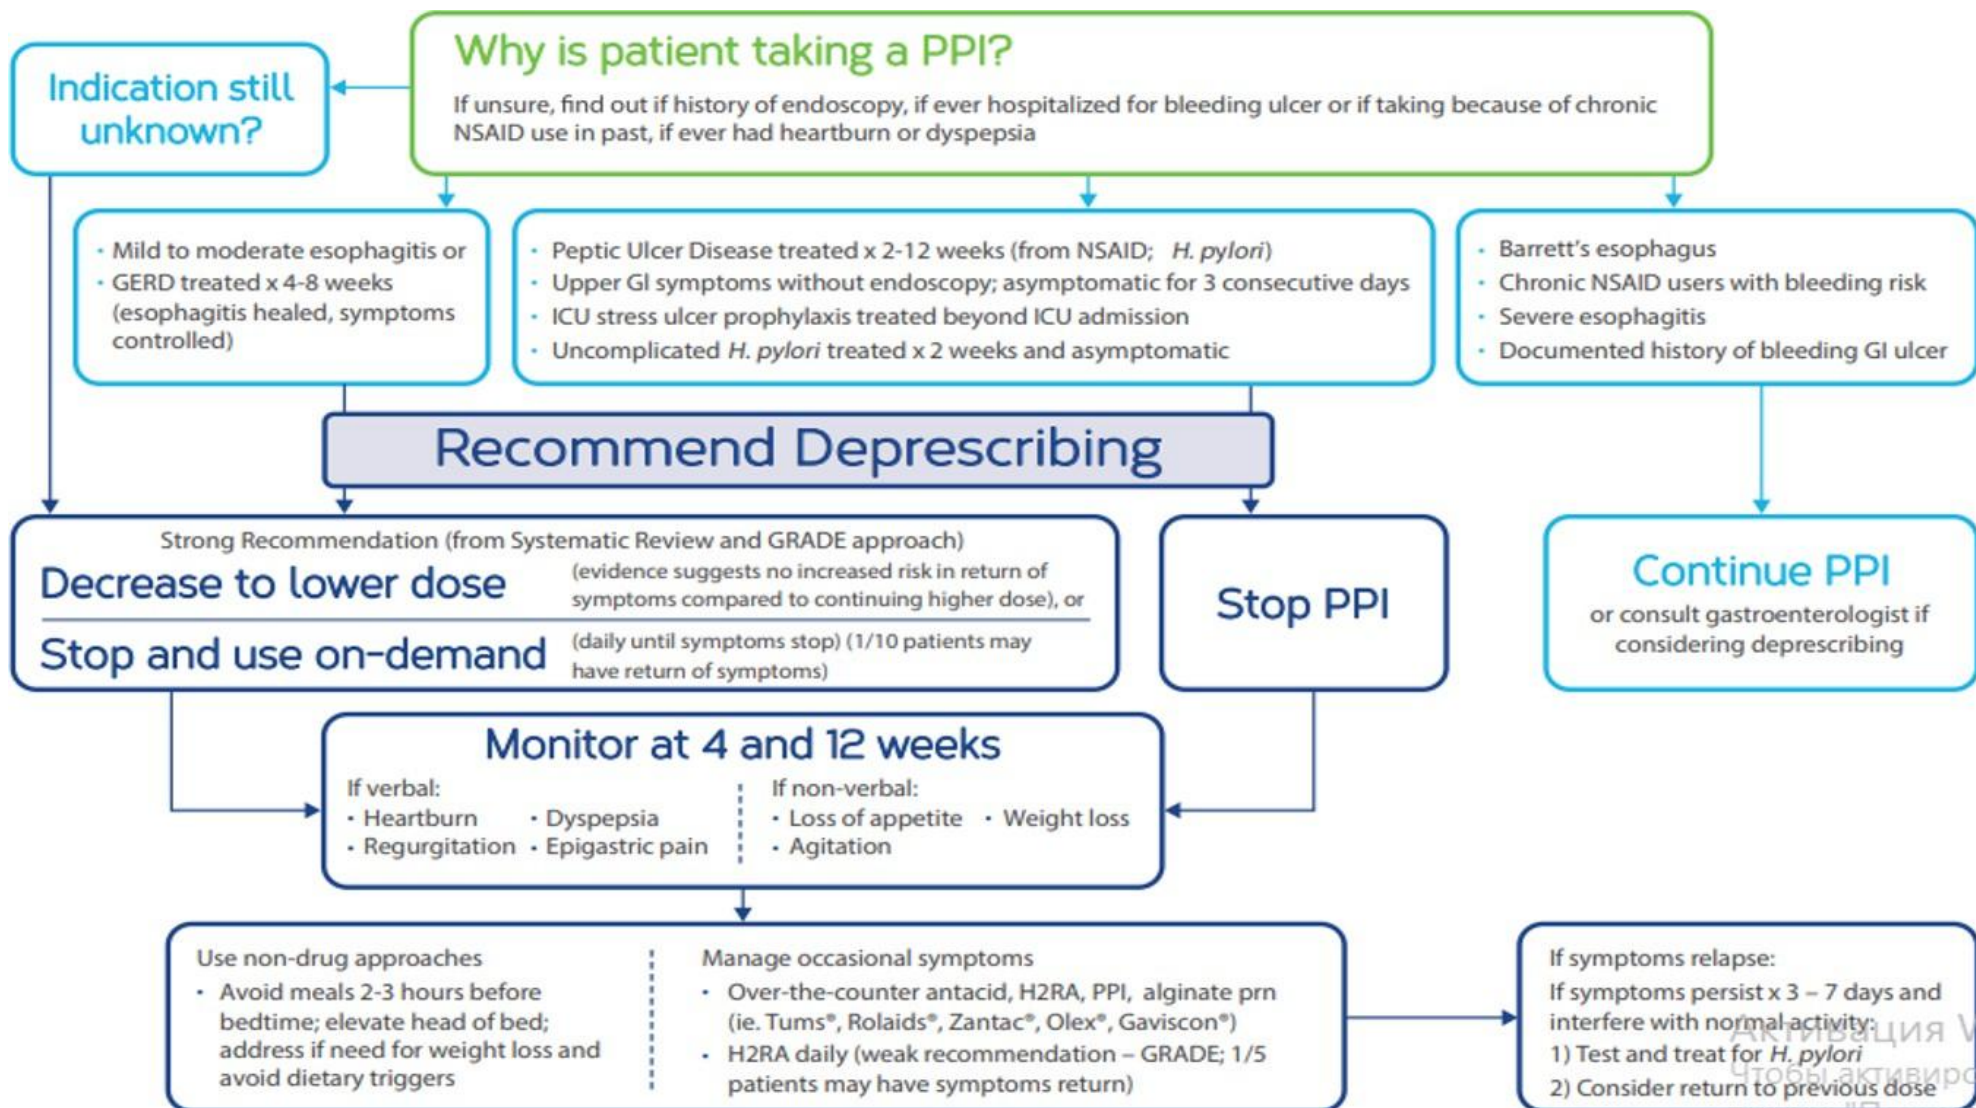 Why is patient taking a PPI?
If unsure, find out if history of endoscopy, if ever hospitalized for bleeding ulcer or if taking because of chronic
NSAID use in past, if ever had heartburn or dyspepsia
Indication still
unknown?
• Mild to moderate esophagitis or
• GERD treated x 4-8 weeks
(esophagitis healed, symptoms
controlled)
• Peptic Ulcer Disease treated x 2-12 weeks (from NSAID; H. pylori)
• Upper GI symptoms without endoscopy; asymptomatic for 3 consecutive days
• ICU stress ulcer prophylaxis treated beyond ICU admission
• Uncomplicated H. pylori treated x 2 weeks and asymptomatic
• Barrett's esophagus
• Chronic NSAID users with bleeding risk
• Severe esophagitis
• Documented history of bleeding GI ulcer
Recommend Deprescribing
Strong Recommendation (from Systematic Review and GRADE approach)
Decrease to lower dose
(evidence suggests no increased risk in return of
symptoms compared to continuing higher dose), or
Stop and use on-demand
(daily until symptoms stop) (1/10 patients may
have return of symptoms)
Stop PPI
Continue PPI
or consult gastroenterologist if
considering deprescribing
Monitor at 4 and 12 weeks
If verbal:
• Heartburn • Dyspepsia
• Regurgitation • Epigastric pain
If non-verbal:
• Loss of appetite • Weight loss
• Agitation
Use non-drug approaches
• Avoid meals 2-3 hours before
bedtime; elevate head of bed;
address if need for weight loss and
avoid dietary triggers
Manage occasional symptoms
• Over-the-counter antacid, H2RA, PPI, alginate prn
(ie. Tums®, Rolaids®, Zantac®, Olex®, Gaviscon®)
• H2RA daily (weak recommendation – GRADE; 1/5
patients may have symptoms return)
If symptoms relapse:
If symptoms persist x 3 – 7 days and
interfere with normal activity:
1) Test and treat for H. pylori
2) Consider return to previous dose
Активация
Чтобы